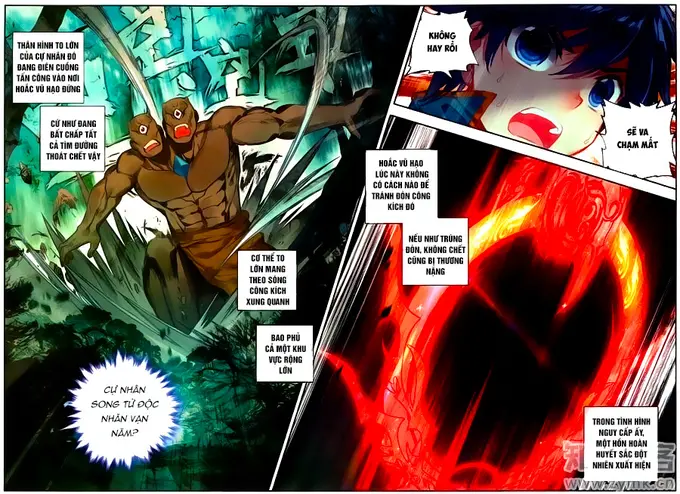 THÂN HÌNH TO LỚN
CỦA CỰ NHÂN ĐÓ
ĐANG ĐIÊN CUỒNG
TẤN CÔNG VÀO NƠI
HOẮC VŨ HẠO ĐỨNG
CỨ NHƯ ĐANG
BẤT CHẤP TẤT
CẢ TÌM ĐƯỜNG
THOÁT CHẾT VẬY
CƠ THỂ TO
LỚN MANG
THEO SÓNG
CÔNG KÍCH
XUNG QUANH
BAO PHỦ
CẢ MỘT KHU
VỰC RỘNG
LỚN
CỰ NHÂN
SONG TỬ ĐỘC
NHÃN VẠN
NĂM?
KHÔNG
HAY RỒI
SẼ VA
CHẠM MẤT
HOẮC VŨ HẠO
LÚC NÀY KHÔNG
CÓ CÁCH NÀO ĐỂ
TRÁNH ĐÒN CÔNG
KÍCH ĐÓ
NẾU NHƯ TRÚNG
ĐÒN, KHÔNG CHẾT
CŨNG BỊ THƯƠNG
NẶNG
TRONG TÌNH HÌNH
NGUY CẤP ẤY,
MỘT HỒN HOÀN
HUYẾT SẮC ĐỘT
NHIÊN XUẤT HIỆN
www.zymk.cn